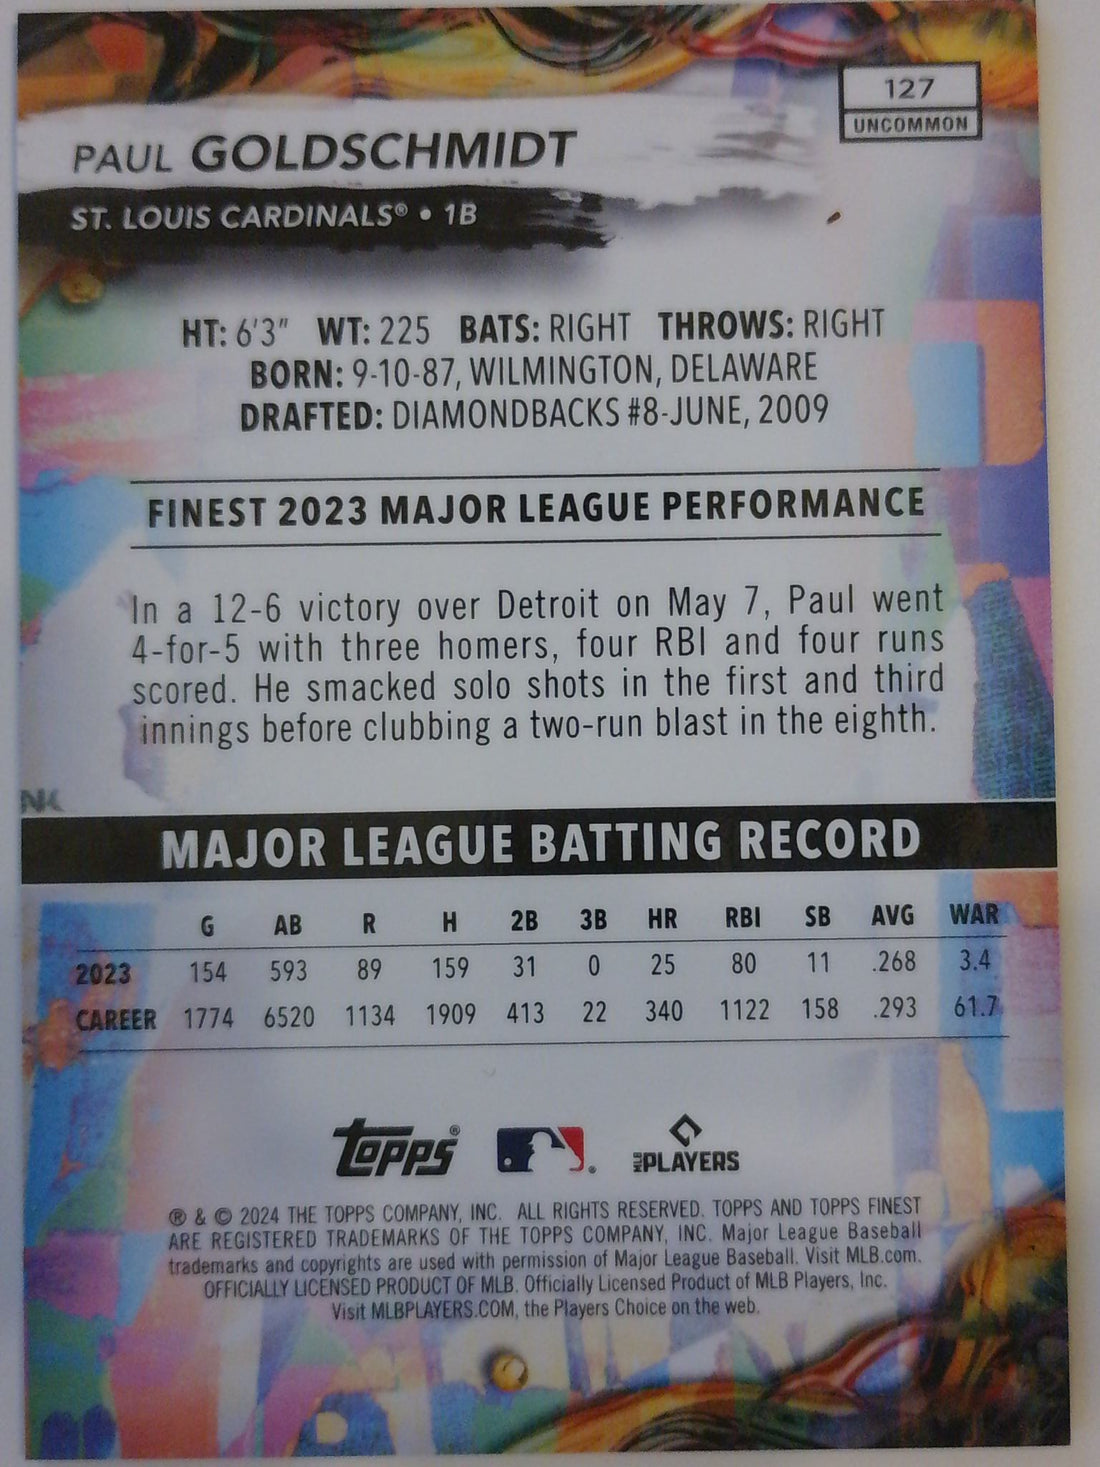 127
UNCOMMON
PAUL GOLDSCHMIDT
ST. LOUIS CARDINALS® • 1B
HT: 6'3" WT: 225 BATS: RIGHT THROWS: RIGHT
BORN: 9-10-87, WILMINGTON, DELAWARE
DRAFTED: DIAMONDBACKS #8-JUNE, 2009
FINEST 2023 MAJOR LEAGUE PERFORMANCE
In a 12-6 victory over Detroit on May 7, Paul went
4-for-5 with three homers, four RBI and four runs
scored. He smacked solo shots in the first and third
innings before clubbing a two-run blast in the eighth.
NK
MAJOR LEAGUE BATTING RECORD
G AB R H 2B 3B HR RBI SB AVG WAR
2023 154 593 89 159 31 0 25 80 11 .268 3.4
CAREER 1774 6520 1134 1909 413 22 340 1122 158 .293 61.7
topps®
®
MLB PLAYERS
® & © 2024 THE TOPPS COMPANY, INC. ALL RIGHTS RESERVED. TOPPS AND TOPPS FINEST
ARE REGISTERED TRADEMARKS OF THE TOPPS COMPANY, INC. Major League Baseball
trademarks and copyrights are used with permission of Major League Baseball. Visit MLB.com.
OFFICIALLY LICENSED PRODUCT OF MLB. Officially Licensed Product of MLB Players, Inc.
Visit MLBPLAYERS.COM, the Players Choice on the web.